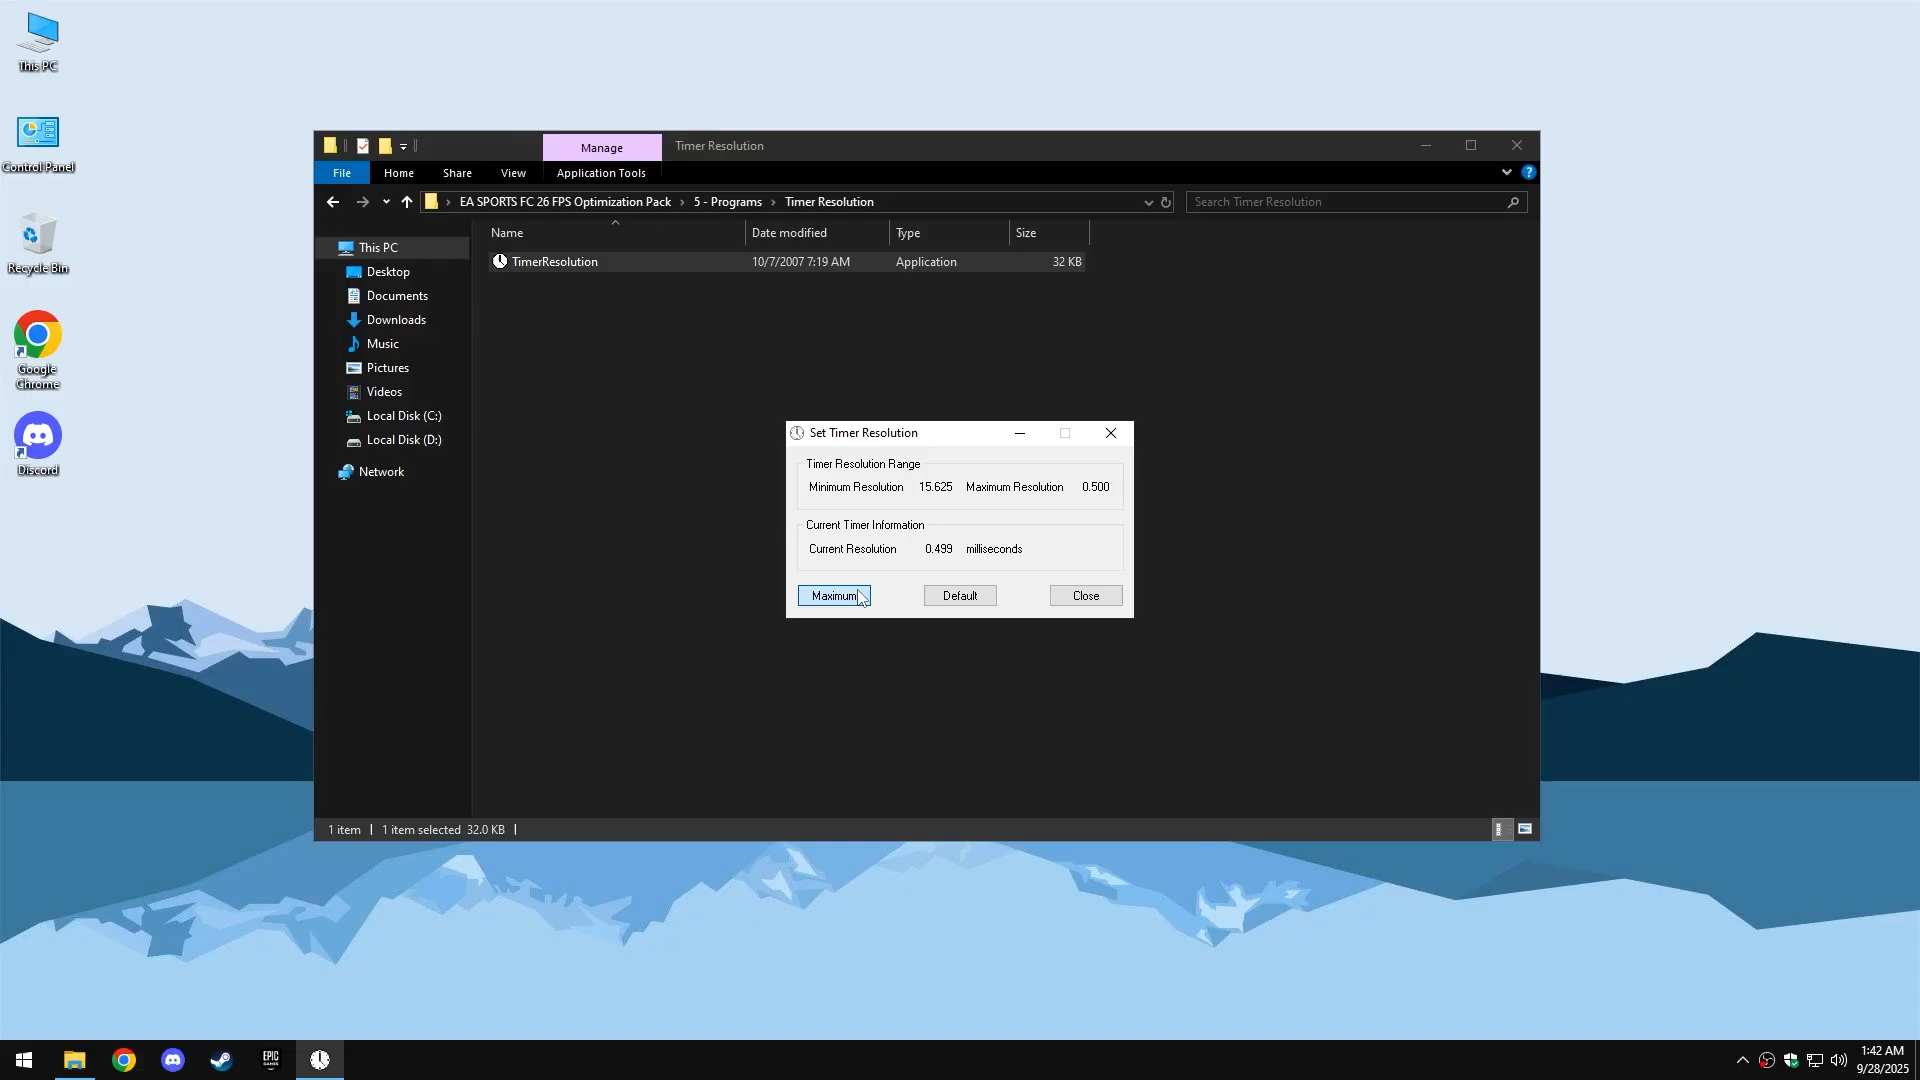 This PC
Control Panel
Recycle Bin
Google
Chrome
Discord
Manage
Timer Resolution
File
Home
Share
View
Application Tools
EA SPORTS FC 26 FPS Optimization Pack
5 - Programs
Timer Resolution
Search Timer Resolution
Name
Date modified
Type
Size
TimerResolution
10/7/2007 7:19 AM
Application
32 KB
This PC
Desktop
Documents
Downloads
Music
Pictures
Videos
Local Disk (C:)
Local Disk (D:)
Network
Set Timer Resolution
Timer Resolution Range
Minimum Resolution 15.625 Maximum Resolution 0.500
Current Timer Information
Current Resolution 0.499 milliseconds
Maximum
Default
Close
1 item
1 item selected 32.0 KB
EPIC
GAMES
1:42 AM
9/28/2025